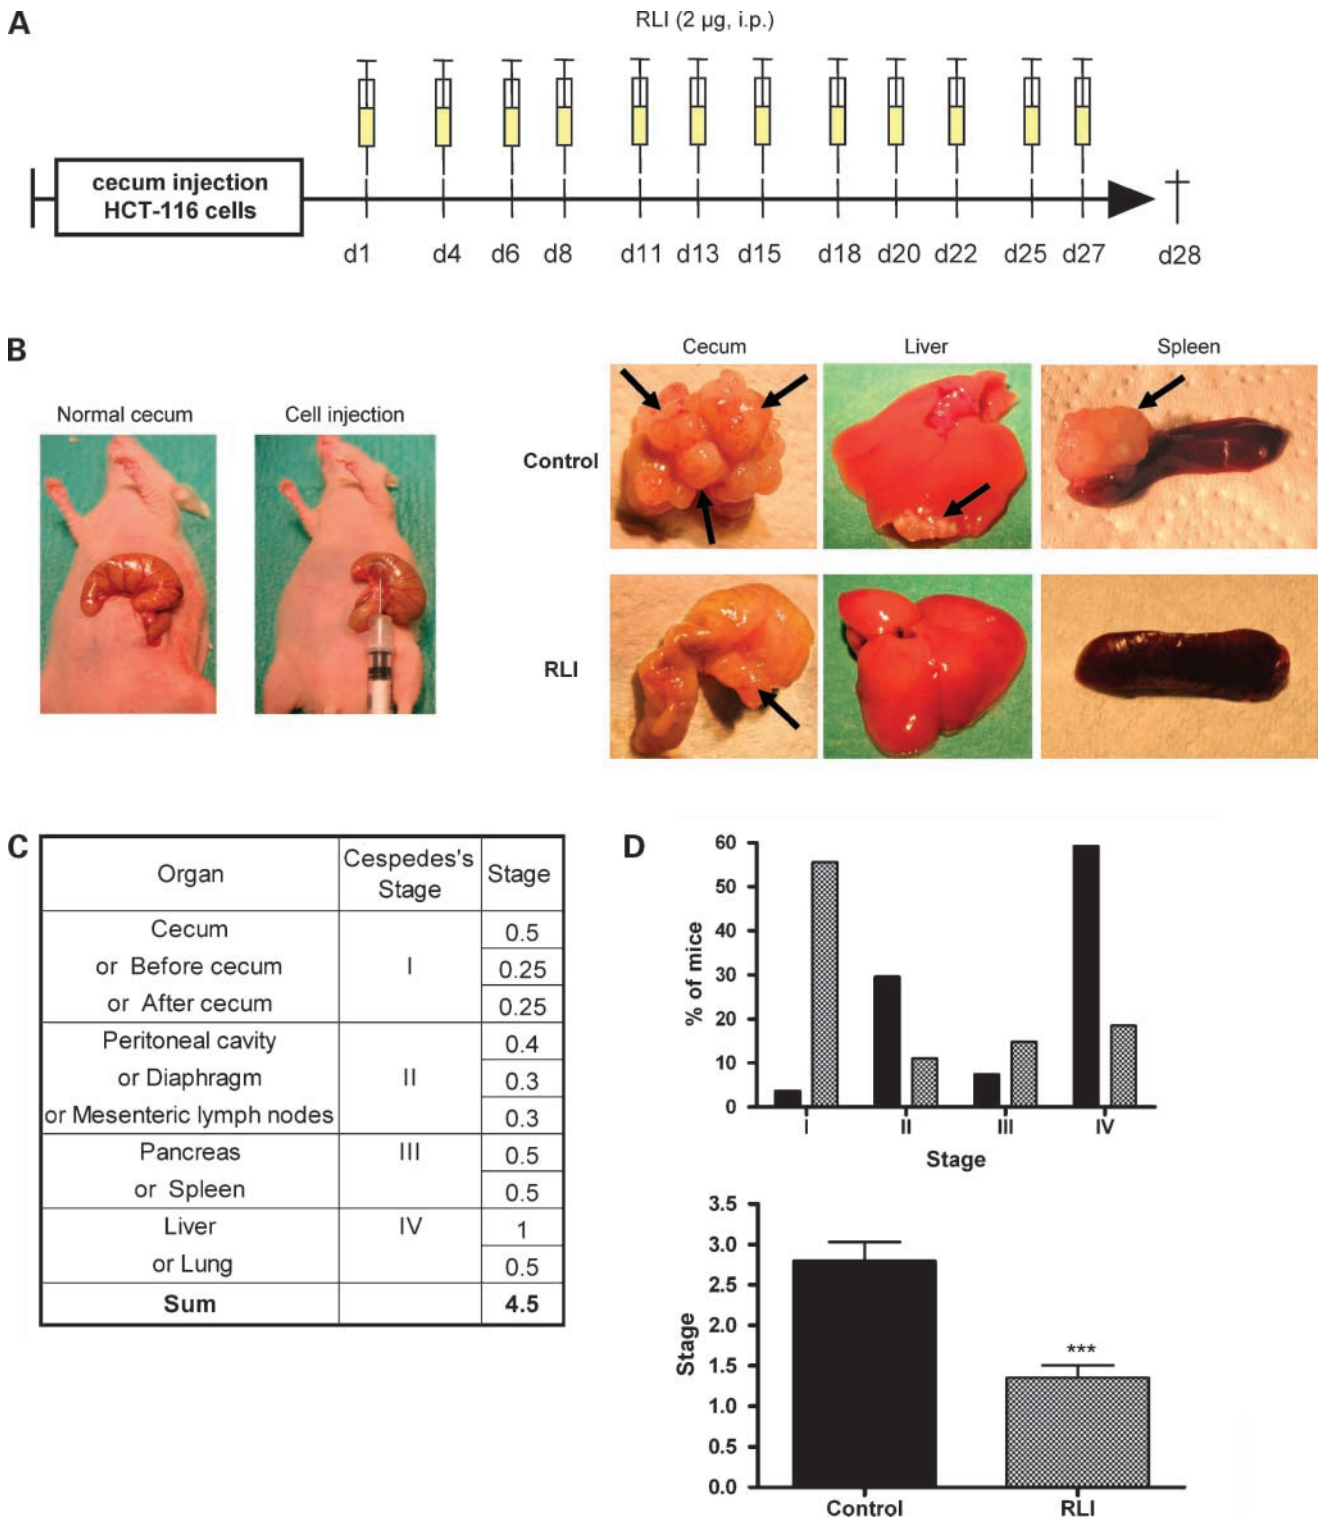 A
RLI (2 µg, i.p.)
cecum injection
HCT-116 cells
d1 d4 d6 d8 d11 d13 d15 d18 d20 d22 d25 d27 d28
B
Normal cecum
Cell injection
Cecum
Liver
Spleen
Control
RLI
C
Organ
Cespedes's
Stage
Stage
Cecum
or Before cecum
or After cecum
I
0.5
0.25
0.25
Peritoneal cavity
or Diaphragm
or Mesenteric lymph nodes
II
0.4
0.3
0.3
Pancreas
or Spleen
III
0.5
0.5
Liver
or Lung
IV
1
0.5
Sum
4.5
D
% of mice
60
50
40
30
20
10
0
I II III IV
Stage
Stage
3.5
3.0
2.5
2.0
1.5
1.0
0.5
0.0
***
Control RLI